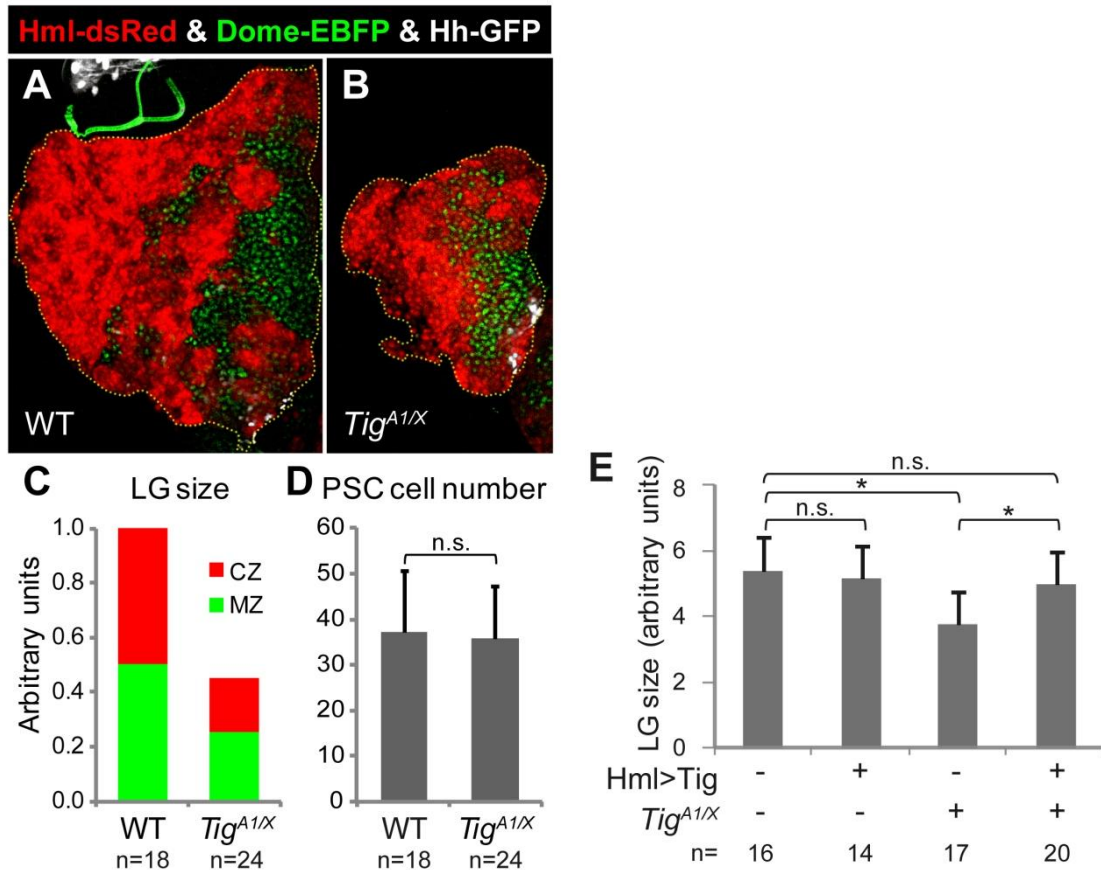 Hml-dsRed & Dome-EBFP & Hh-GFP
A
B
WT
Tig^A1/X
C LG size
Arbitrary units
1.0
0.8
0.6
0.4
0.2
0.0
CZ
MZ
WT Tig^A1/X
n=18 n=24
D PSC cell number
60
50
40
30
20
10
0
n.s.
WT Tig^A1/X
n=18 n=24
E
LG size (arbitrary units)
8
6
4
2
0
n.s.
*
n.s. *
Hml>Tig - + - +
Tig^A1/X - - + +
n= 16 14 17 20